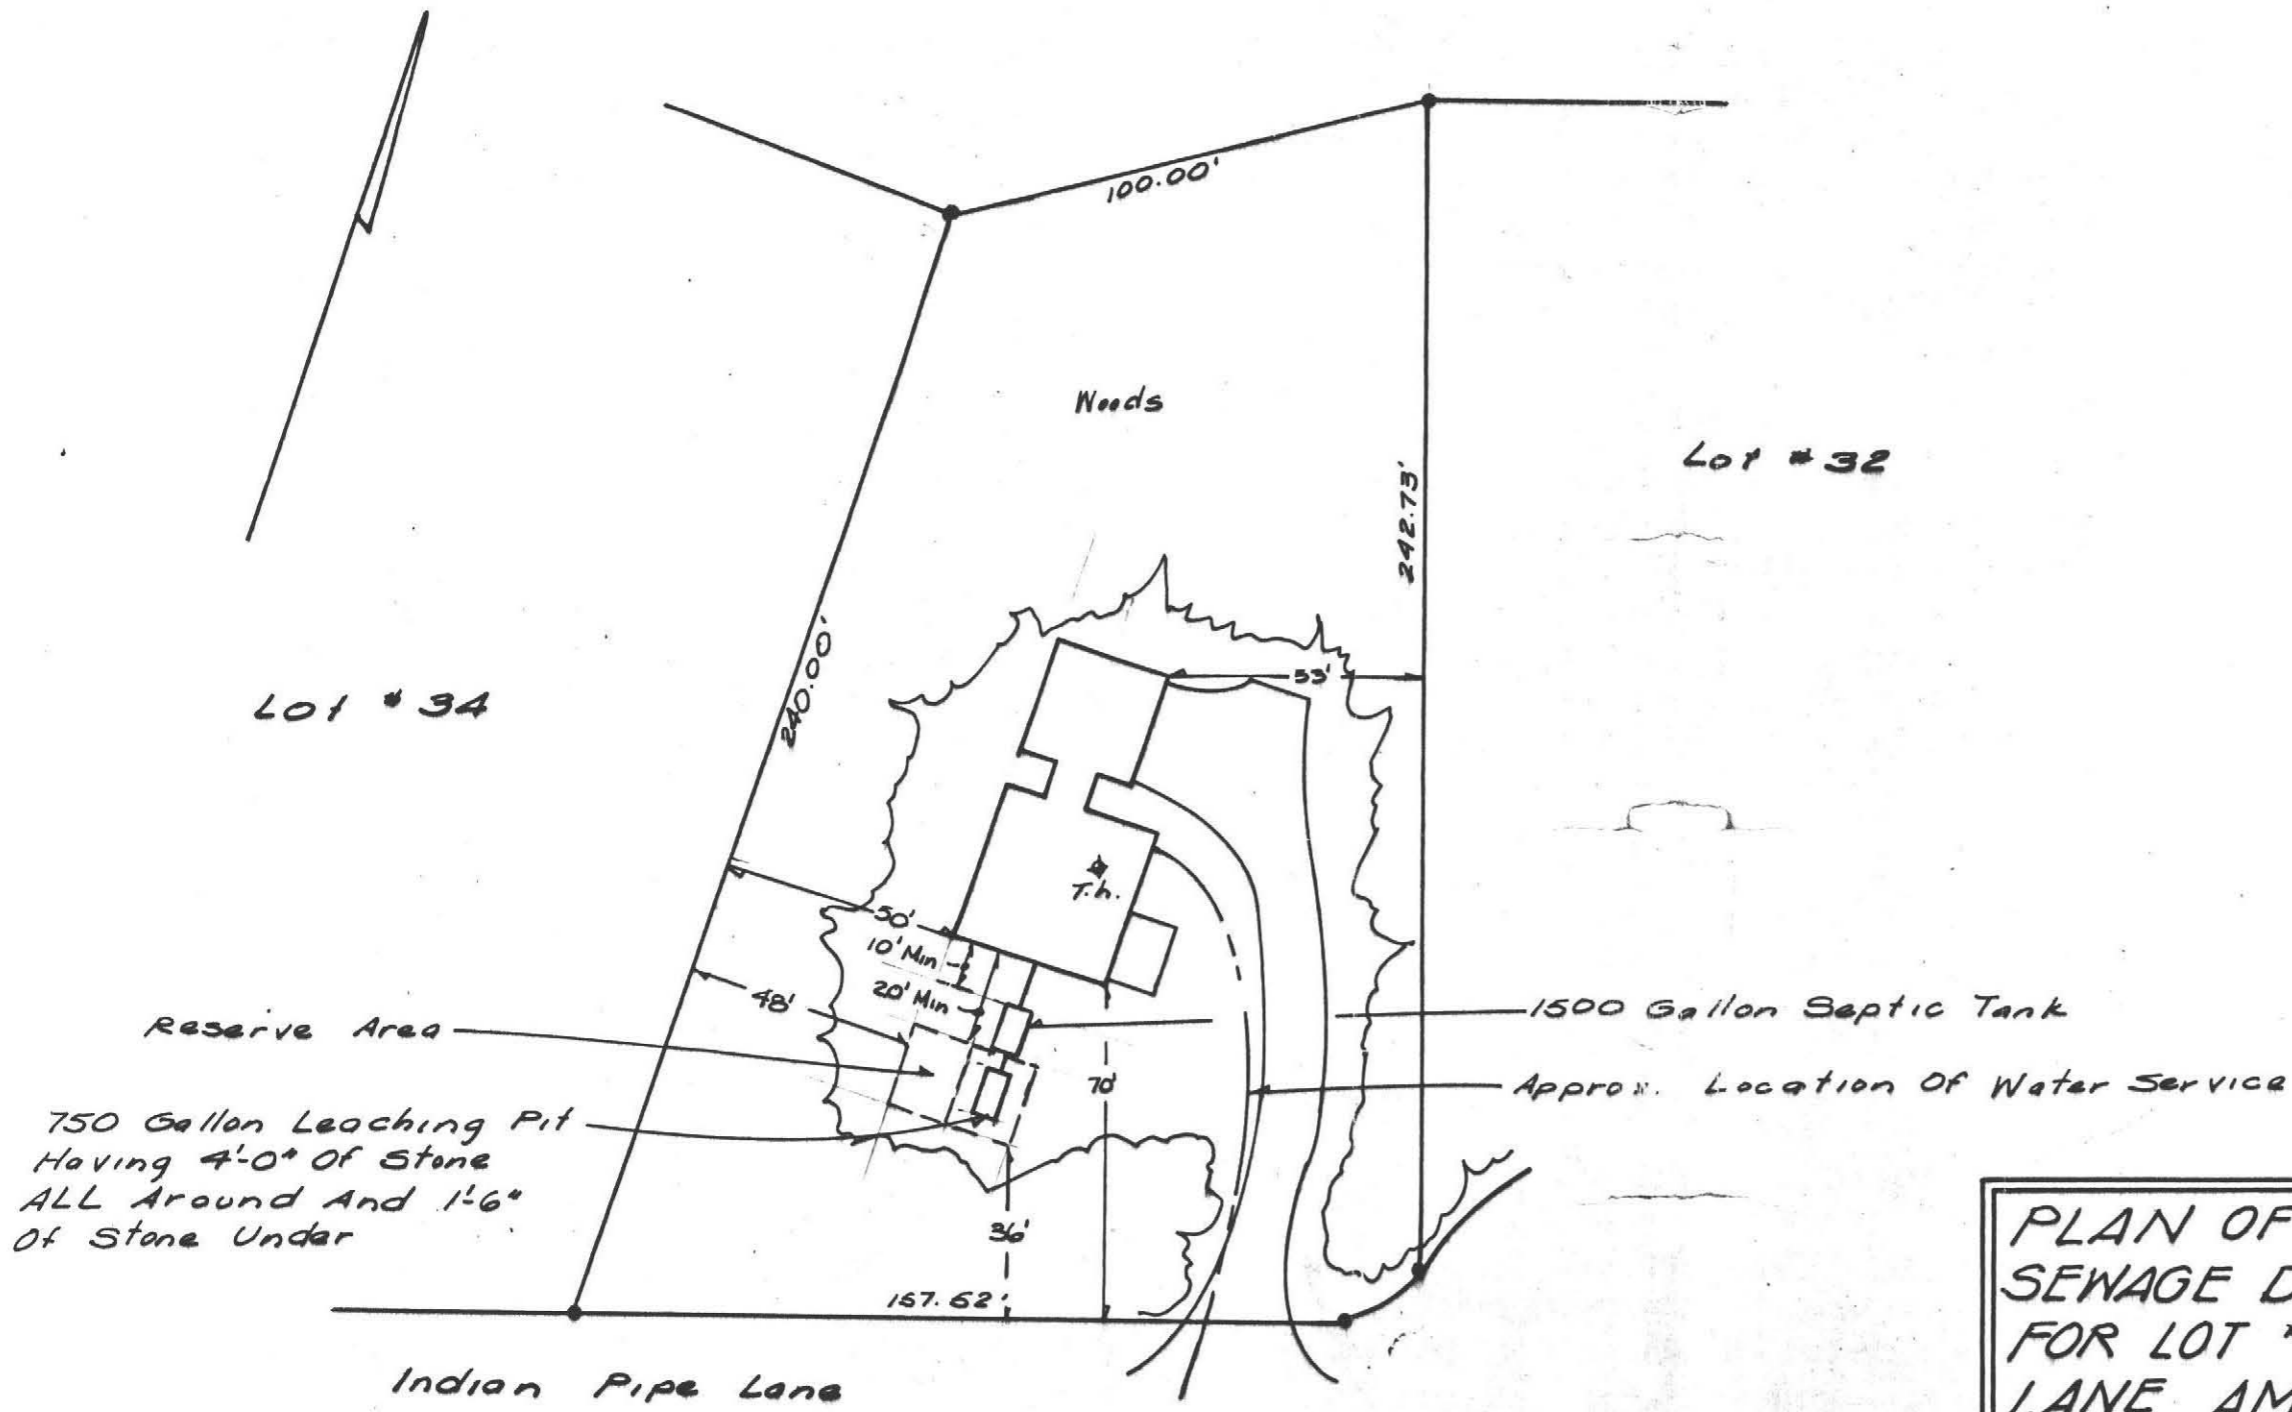 100.00'
Woods
Lot # 32
242.73'
240.00'
Lot # 34
53'
T.h.
50'
10' Min
20' Min
48'
Reserve Area
1500 Gallon Septic Tank
70'
Approx. Location Of Water Service
750 Gallon Leaching Pit
Having 4'-0" Of Stone
ALL Around And 1'-6"
Of Stone Under
36'
157.52'
Indian Pipe Lane
PLAN OF
SEWAGE D
FOR LOT
LANE AM